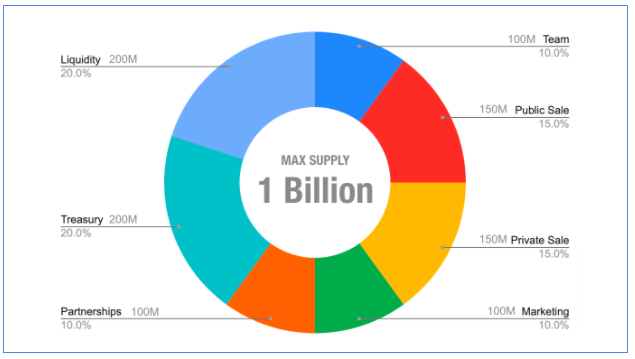 Liquidity 200M
20.0%
100M Team
10.0%
150M Public Sale
15.0%
MAX SUPPLY
1 Billion
Treasury 200M
20.0%
150M Private Sale
15.0%
Partnerships 100M
10.0%
100M Marketing
10.0%